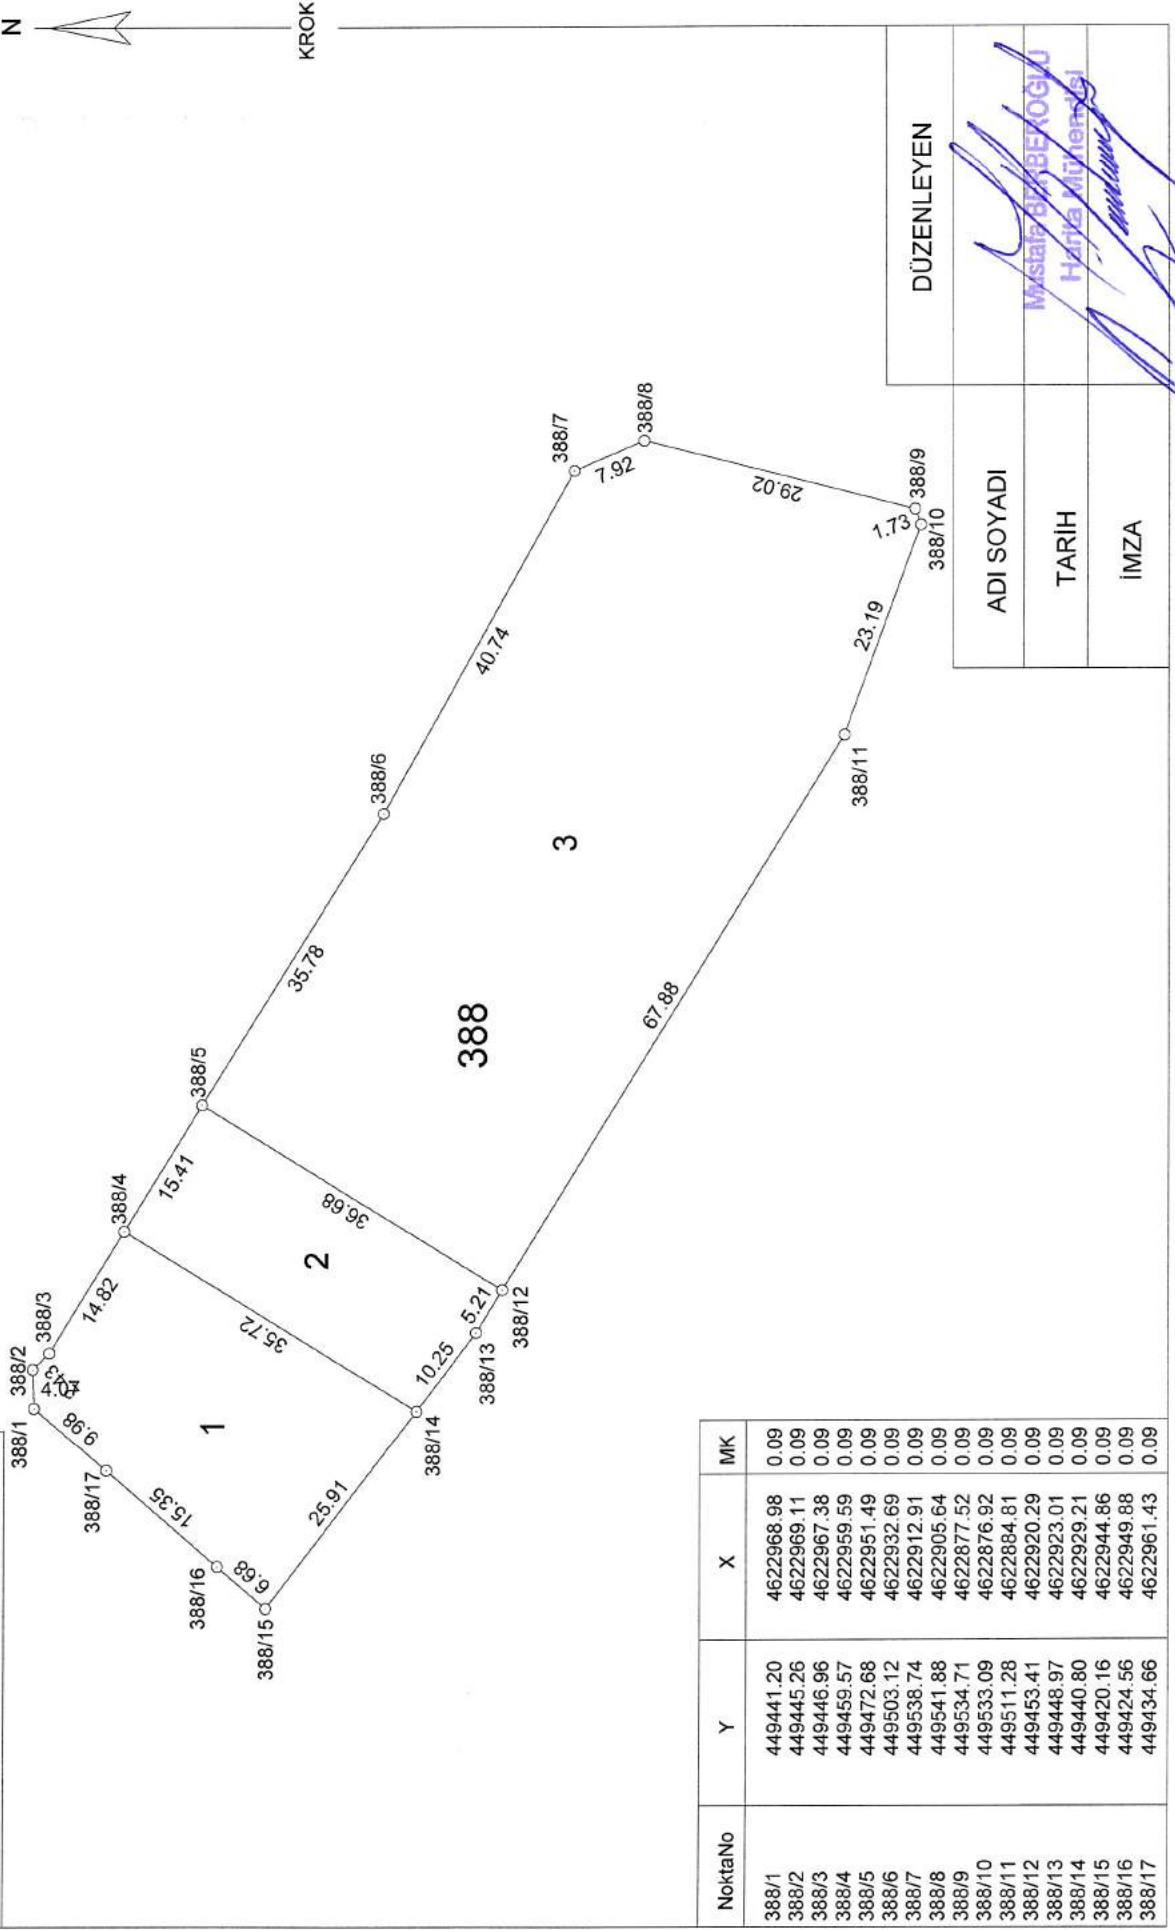 N
KROK
388/1
388/2
388/3
388/4
388/5
388/6
388/7
388/8
388/9
388/10
388/11
388/12
388/13
388/14
388/15
388/16
388/17
4.07
14.82
15.41
35.78
40.74
7.92
29.02
1.73
23.19
67.88
5.21
10.25
25.91
6.68
15.35
9.98
35.72
36.68
1
2
3
388
NoktaNo Y X MK
388/1 449441.20 4622968.98 0.09
388/2 449445.26 4622969.11 0.09
388/3 449446.96 4622967.38 0.09
388/4 449459.57 4622959.59 0.09
388/5 449472.68 4622951.49 0.09
388/6 449503.12 4622932.69 0.09
388/7 449538.74 4622912.91 0.09
388/8 449541.88 4622905.64 0.09
388/9 449534.71 4622877.52 0.09
388/10 449533.09 4622876.92 0.09
388/11 449511.28 4622884.81 0.09
388/12 449453.41 4622920.29 0.09
388/13 449448.97 4622923.01 0.09
388/14 449440.80 4622929.21 0.09
388/15 449420.16 4622944.86 0.09
388/16 449424.56 4622949.88 0.09
388/17 449434.66 4622961.43 0.09
DÜZENLEYEN
ADI SOYADI
Mustafa BERBEROĞLU
Harita Mühendisi
TARİH
İMZA